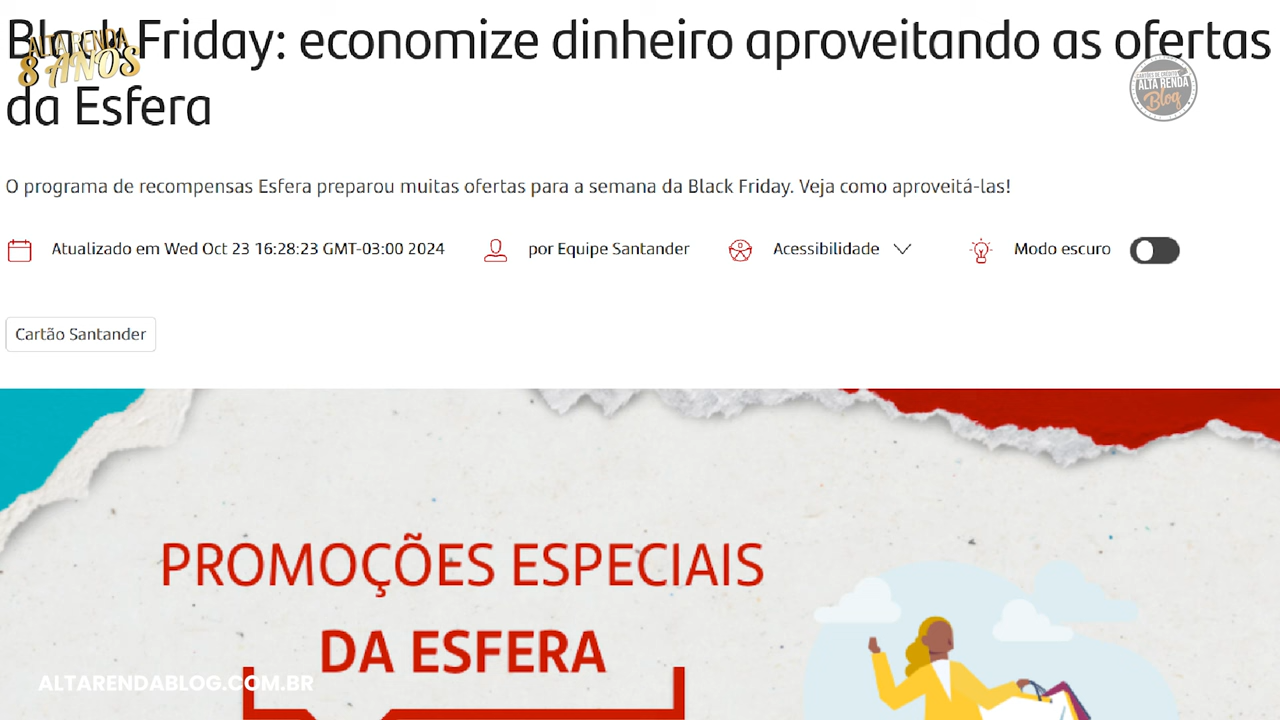 Black Friday: economize dinheiro aproveitando as ofertas
da Esfera
ALTA RENDA
8 ANOS
CARTÕES DE CRÉDITO
ALTA RENDA
Blog
O programa de recompensas Esfera preparou muitas ofertas para a semana da Black Friday. Veja como aproveitá-las!
Atualizado em Wed Oct 23 16:28:23 GMT-03:00 2024
por Equipe Santander
Acessibilidade
Modo escuro
Cartão Santander
PROMOÇÕES ESPECIAIS
DA ESFERA
ALTARENDABLOG.COM.BR